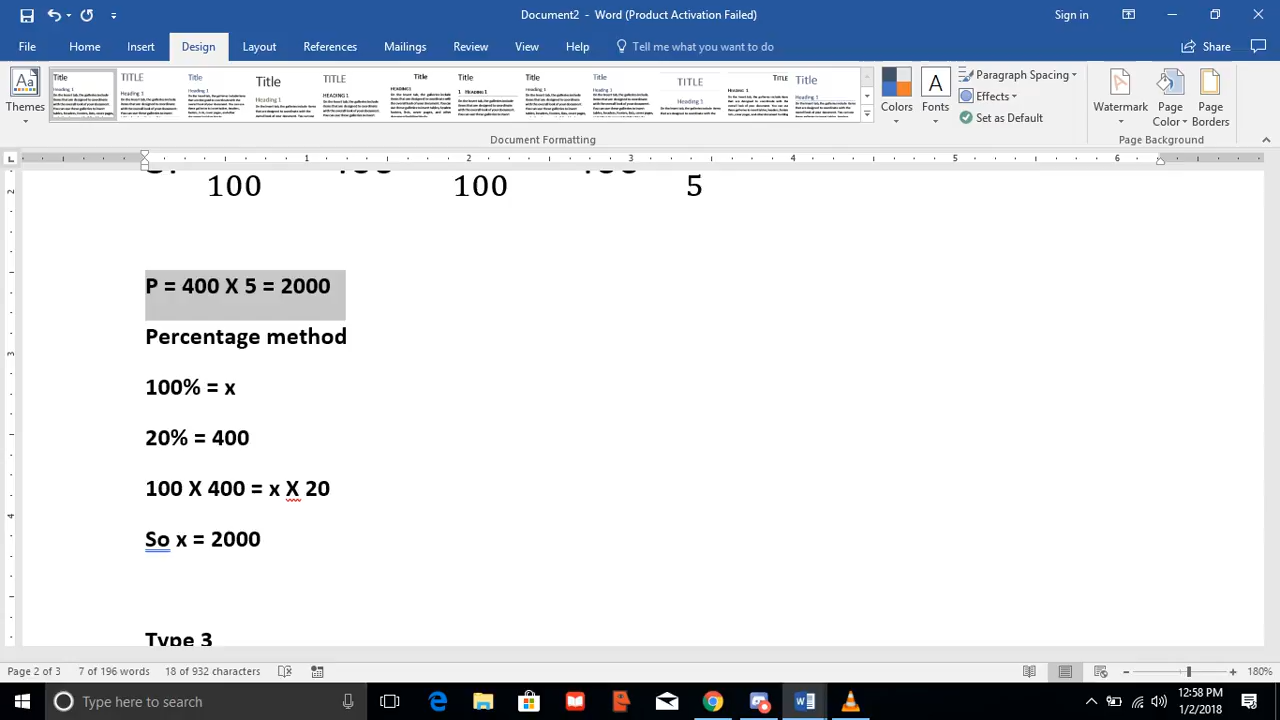 Document2 - Word (Product Activation Failed)
Sign in
File Home Insert Design Layout References Mailings Review View Help Tell me what you want to do Share
Themes
Colors
Fonts
Paragraph Spacing
Effects
Set as Default
Page Color
Page Borders
Document Formatting
Page Background
100 100 5
P = 400 X 5 = 2000
Percentage method
100% = x
20% = 400
100 X 400 = x X 20
So x = 2000
Type 3
Page 2 of 3 7 of 196 words 18 of 932 characters 180%
Type here to search
12:58 PM
1/2/2018